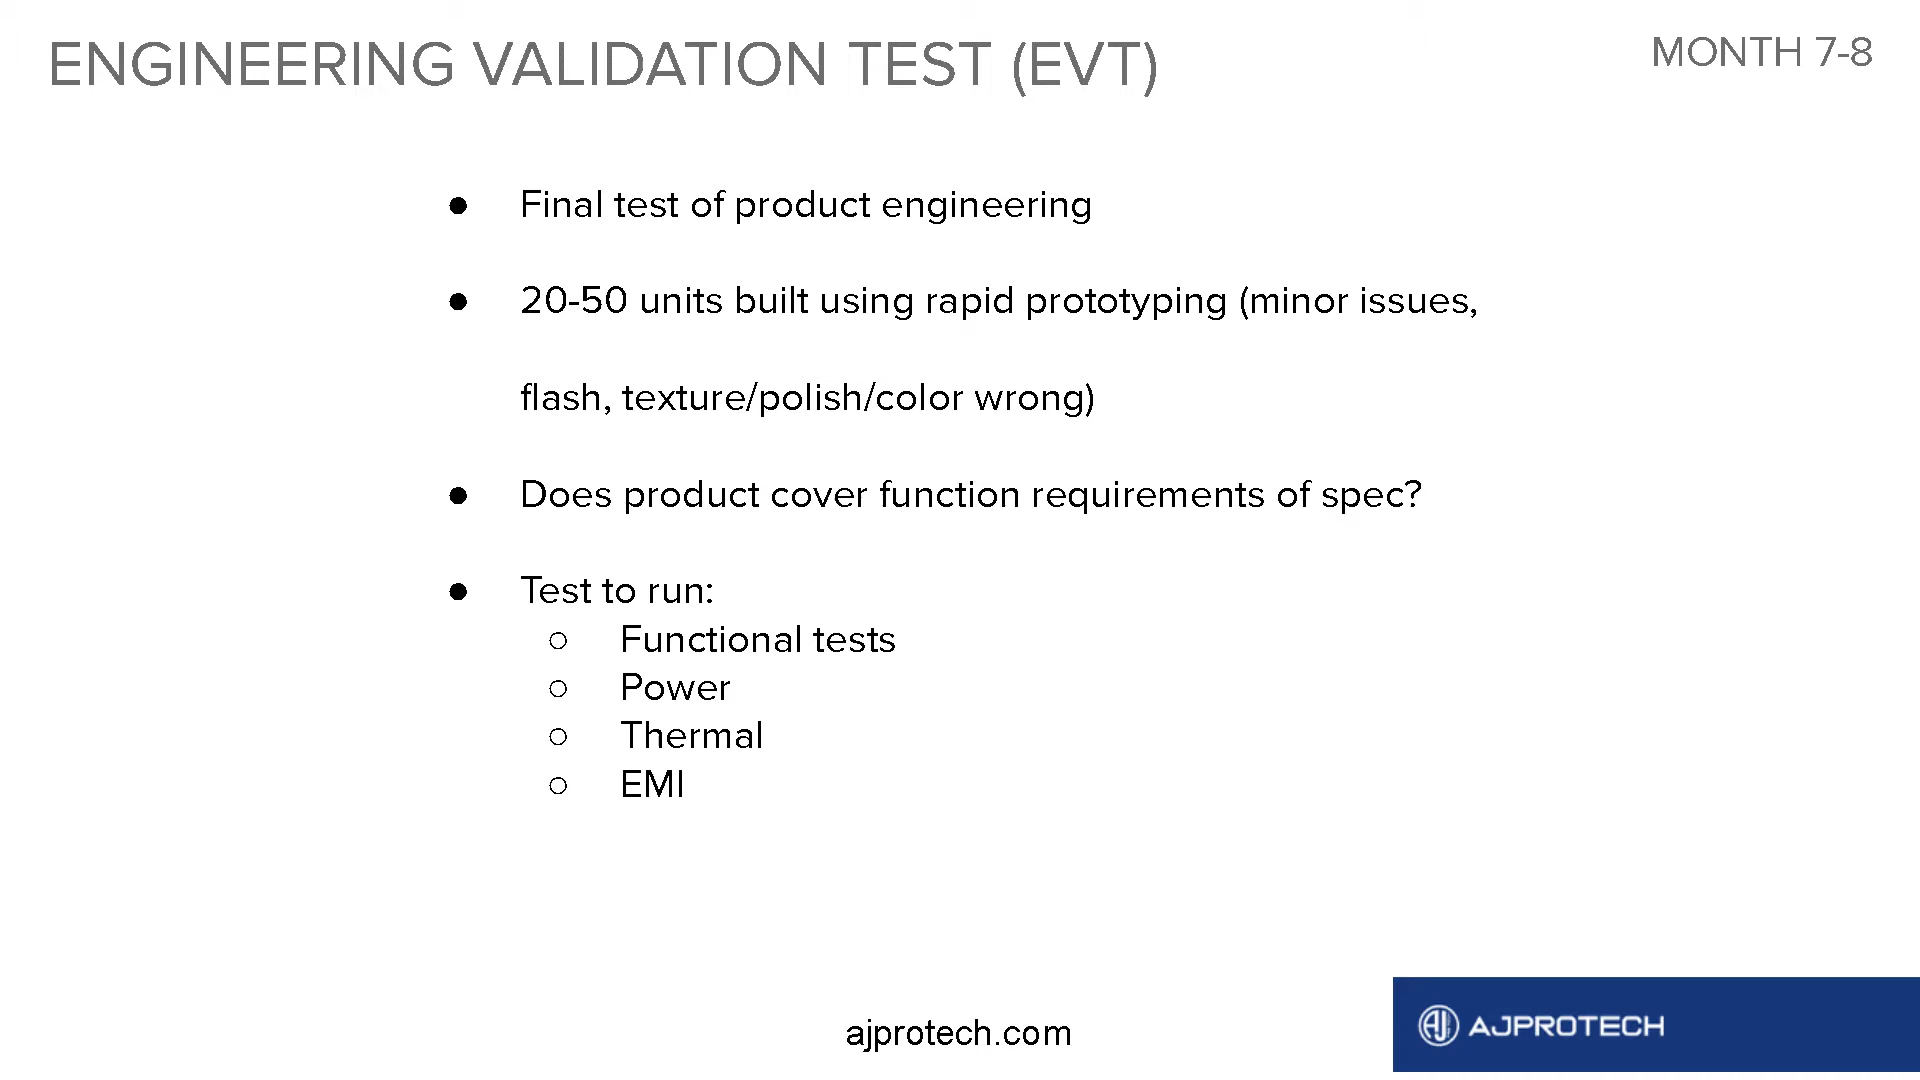 ENGINEERING VALIDATION TEST (EVT)
MONTH 7-8
● Final test of product engineering
● 20-50 units built using rapid prototyping (minor issues,
flash, texture/polish/color wrong)
● Does product cover function requirements of spec?
● Test to run:
○ Functional tests
○ Power
○ Thermal
○ EMI
ajprotech.com
AJPROTECH